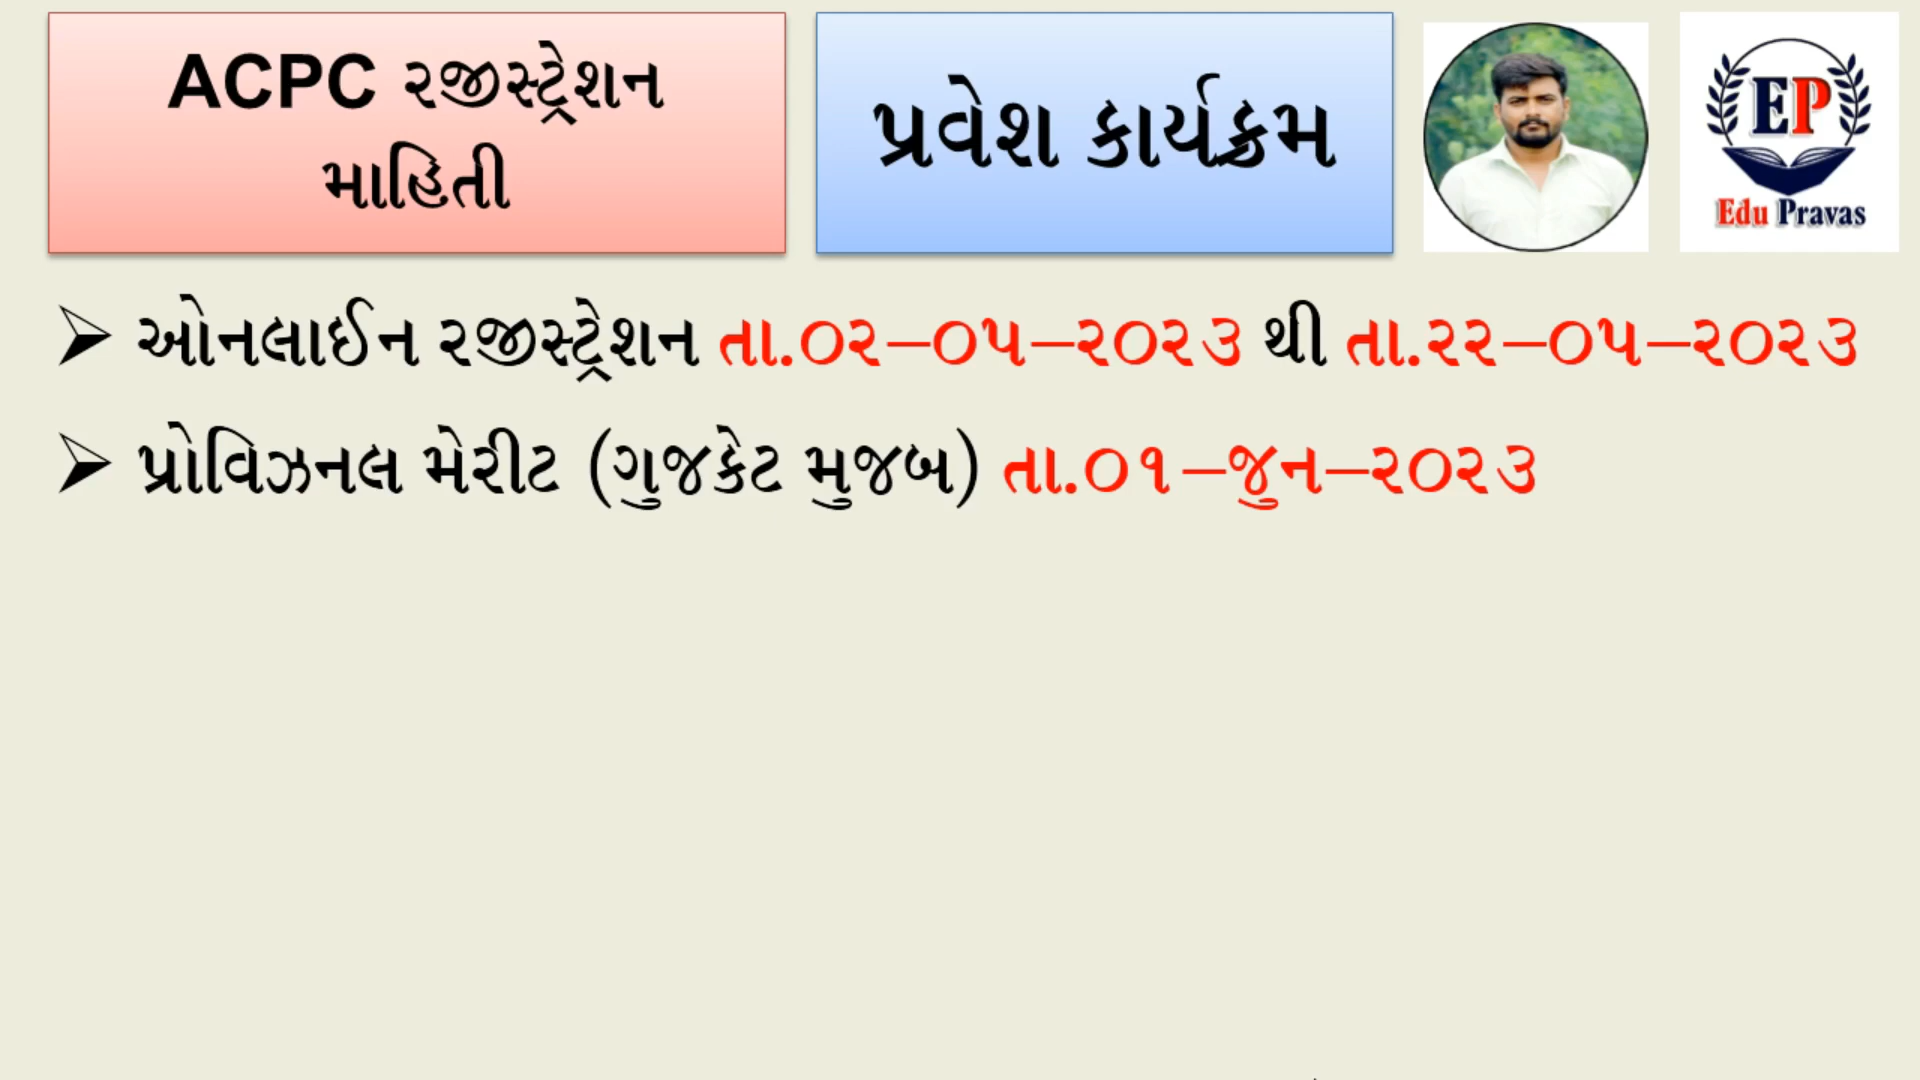 ACPC રજીસ્ટ્રેશન
માહિતી
પ્રવેશ કાર્યક્રમ
EP
Edu Pravas
ઓનલાઈન રજીસ્ટ્રેશન તા.૦૨–૦૫–૨૦૨૩ થી તા.૨૨–૦૫–૨૦૨૩
પ્રોવિઝનલ મેરીટ (ગુજકેટ મુજબ) તા.૦૧–જુન–૨૦૨૩